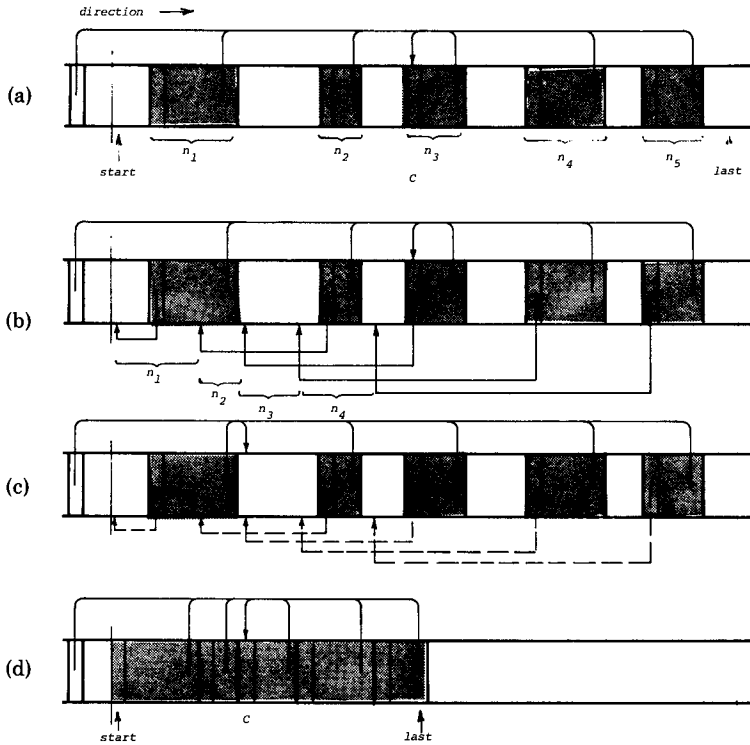 direction
(a)
n1 n2 n3 n4 n5
start C last
(b)
n1 n2 n3 n4
(c)
(d)
C
start last